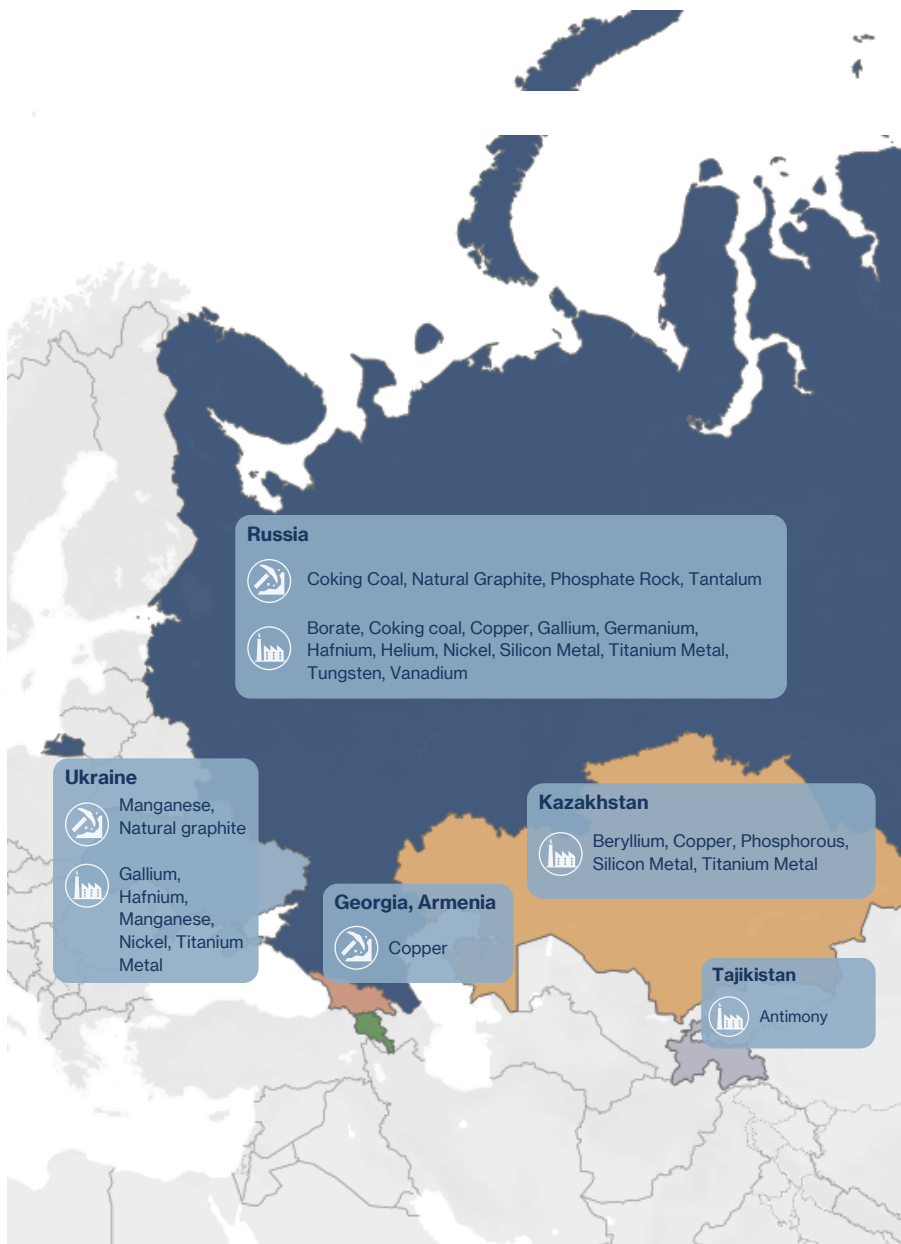 Russia
Coking Coal, Natural Graphite, Phosphate Rock, Tantalum
Borate, Coking coal, Copper, Gallium, Germanium,
Hafnium, Helium, Nickel, Silicon Metal, Titanium Metal,
Tungsten, Vanadium
Ukraine
Manganese,
Natural graphite
Gallium,
Hafnium,
Manganese,
Nickel, Titanium
Metal
Kazakhstan
Beryllium, Copper, Phosphorous,
Silicon Metal, Titanium Metal
Georgia, Armenia
Copper
Tajikistan
Antimony